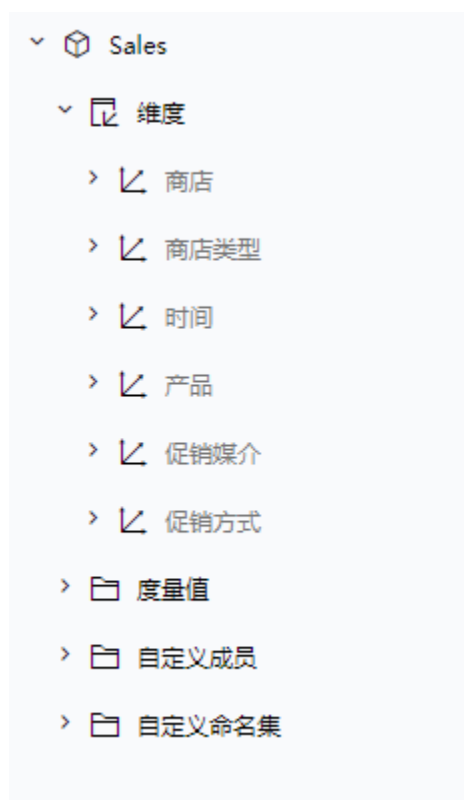 Sales
维度
商店
商店类型
时间
产品
促销媒介
促销方式
度量值
自定义成员
自定义命名集